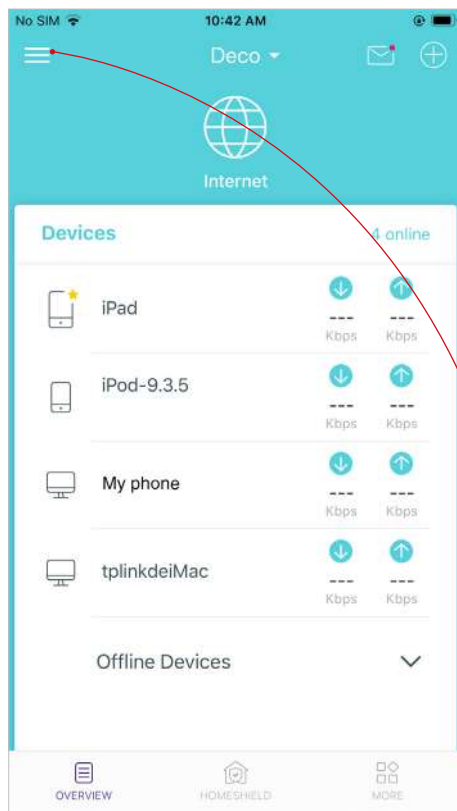 No SIM 10:42 AM
Deco
Internet
Devices 4 online
iPad
--- ---
Kbps Kbps
iPod-9.3.5
--- ---
Kbps Kbps
My phone
--- ---
Kbps Kbps
tplinkdeiMac
--- ---
Kbps Kbps
Offline Devices
OVERVIEW HOMESHIELD MORE